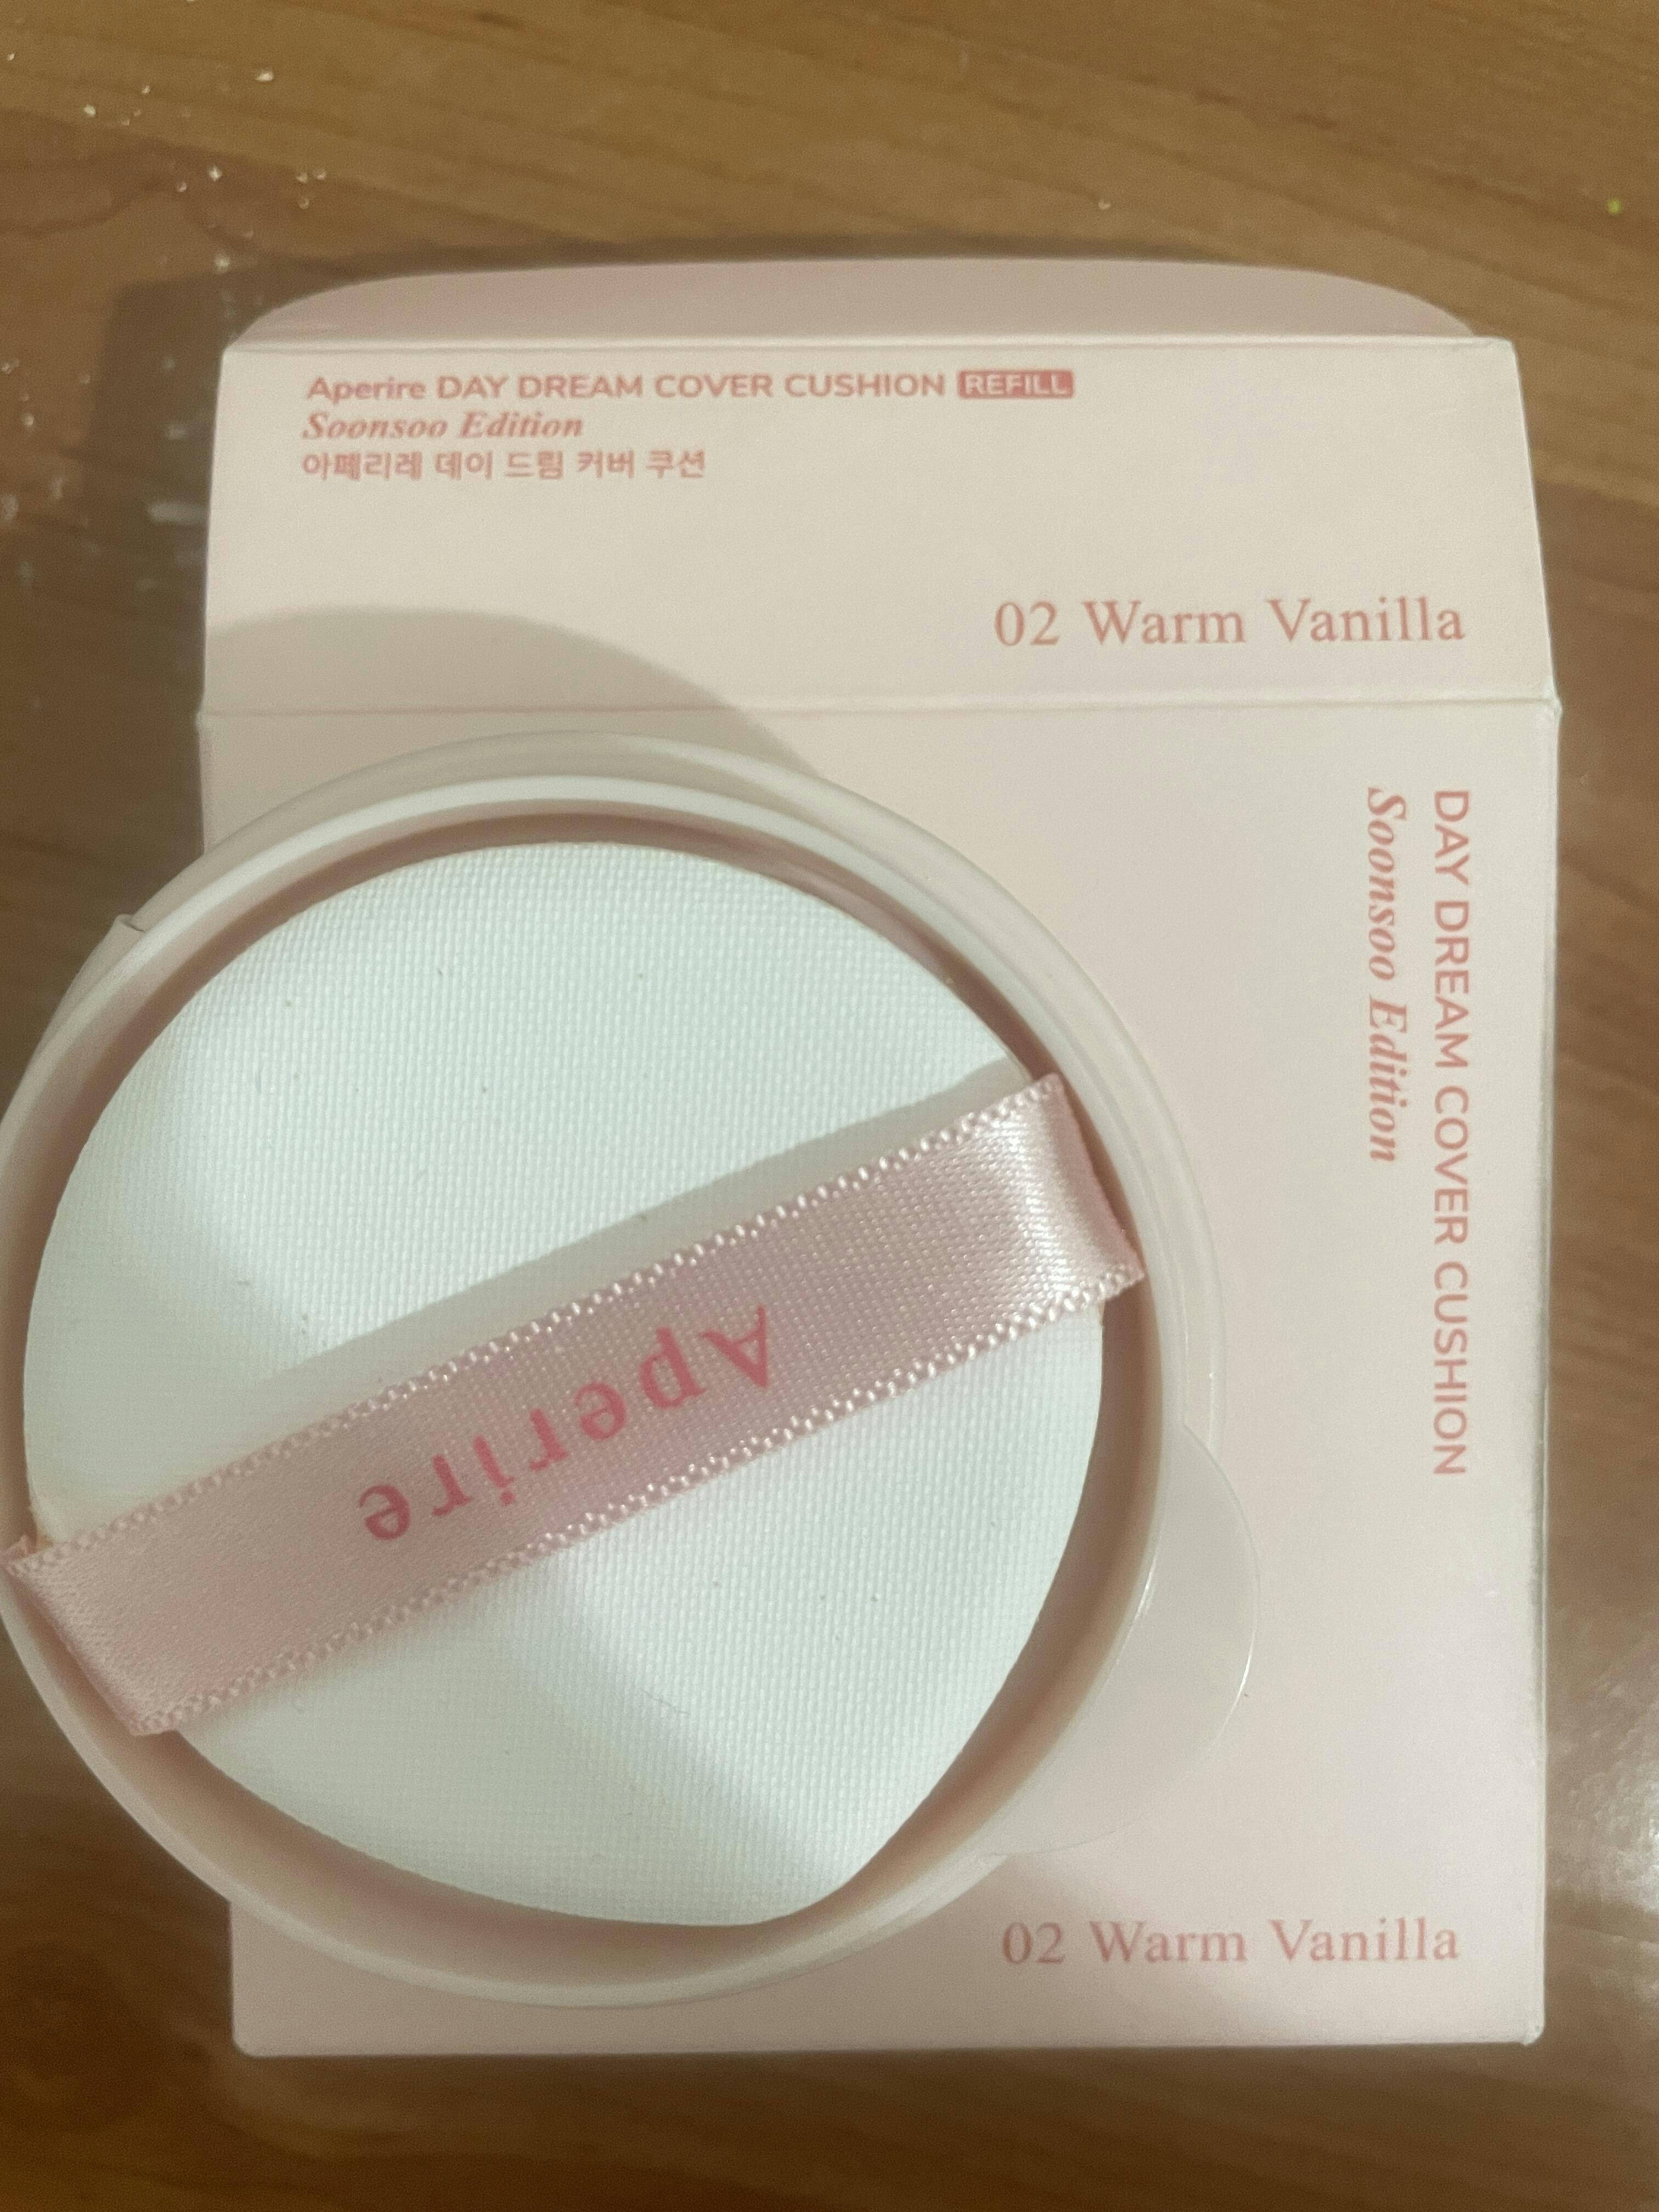 Aperire DAY DREAM COVER CUSHION REFILL
Soonsoo Edition
아페리레 데이 드림 커버 쿠션
02 Warm Vanilla
DAY DREAM COVER CUSHION
Soonsoo Edition
Aperire
02 Warm Vanilla